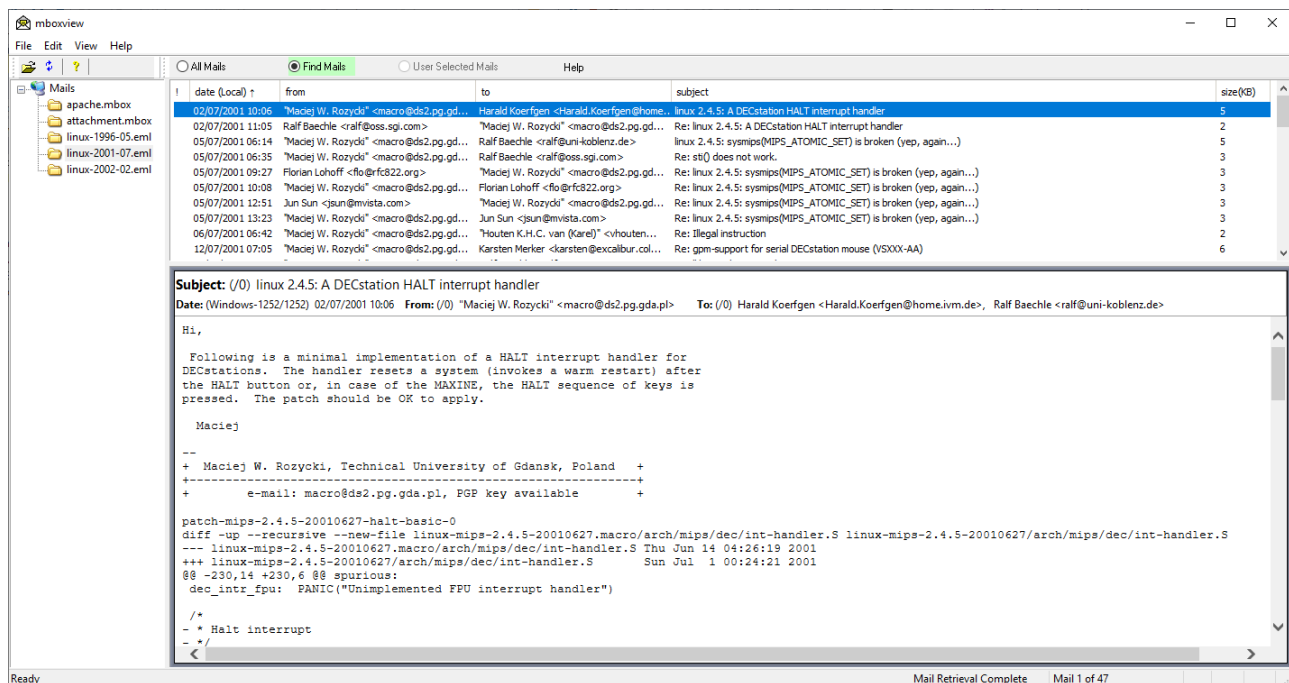 mboxview
File Edit View Help
All Mails Find Mails User Selected Mails Help
Mails
apache.mbox
attachment.mbox
linux-1996-05.eml
linux-2001-07.eml
linux-2002-02.eml
! date (Local) ↑ from to subject size(KB)
02/07/2001 10:06 "Maciej W. Rozycki" <macro@ds2.pg.gd... Harald Koerfgen <Harald.Koerfgen@home... linux 2.4.5: A DECstation HALT interrupt handler 5
02/07/2001 11:05 Ralf Baechle <ralf@oss.sgi.com> "Maciej W. Rozycki" <macro@ds2.pg.gd... Re: linux 2.4.5: A DECstation HALT interrupt handler 2
05/07/2001 06:14 "Maciej W. Rozycki" <macro@ds2.pg.gd... Ralf Baechle <ralf@uni-koblenz.de> linux 2.4.5: sysmips(MIPS_ATOMIC_SET) is broken (yep, again...) 5
05/07/2001 06:35 "Maciej W. Rozycki" <macro@ds2.pg.gd... Ralf Baechle <ralf@oss.sgi.com> Re: sti() does not work. 3
05/07/2001 09:27 Florian Lohoff <flo@rfc822.org> "Maciej W. Rozycki" <macro@ds2.pg.gd... Re: linux 2.4.5: sysmips(MIPS_ATOMIC_SET) is broken (yep, again...) 3
05/07/2001 10:08 "Maciej W. Rozycki" <macro@ds2.pg.gd... Florian Lohoff <flo@rfc822.org> Re: linux 2.4.5: sysmips(MIPS_ATOMIC_SET) is broken (yep, again...) 3
05/07/2001 12:51 Jun Sun <jsun@mvista.com> "Maciej W. Rozycki" <macro@ds2.pg.gd... Re: linux 2.4.5: sysmips(MIPS_ATOMIC_SET) is broken (yep, again...) 3
05/07/2001 13:23 "Maciej W. Rozycki" <macro@ds2.pg.gd... Jun Sun <jsun@mvista.com> Re: linux 2.4.5: sysmips(MIPS_ATOMIC_SET) is broken (yep, again...) 3
06/07/2001 06:42 "Maciej W. Rozycki" <macro@ds2.pg.gd... "Houten K.H.C. van (Karel)" <vhouten... Re: Illegal instruction 2
12/07/2001 07:05 "Maciej W. Rozycki" <macro@ds2.pg.gd... Karsten Merker <karsten@excalibur.col... Re: gpm-support for serial DECstation mouse (VSXXX-AA) 6
Subject: (/0) linux 2.4.5: A DECstation HALT interrupt handler
Date: (Windows-1252/1252) 02/07/2001 10:06 From: (/0) "Maciej W. Rozycki" <macro@ds2.pg.gda.pl> To: (/0) Harald Koerfgen <Harald.Koerfgen@home.ivm.de>, Ralf Baechle <ralf@uni-koblenz.de>
Hi,
Following is a minimal implementation of a HALT interrupt handler for
DECstations. The handler resets a system (invokes a warm restart) after
the HALT button or, in case of the MAXINE, the HALT sequence of keys is
pressed. The patch should be OK to apply.
Maciej
--
+ Maciej W. Rozycki, Technical University of Gdansk, Poland +
+--------------------------------------------------------------+
+ e-mail: macro@ds2.pg.gda.pl, PGP key available +
patch-mips-2.4.5-20010627-halt-basic-0
diff -up --recursive --new-file linux-mips-2.4.5-20010627.macro/arch/mips/dec/int-handler.S linux-mips-2.4.5-20010627/arch/mips/dec/int-handler.S
--- linux-mips-2.4.5-20010627.macro/arch/mips/dec/int-handler.S Thu Jun 14 04:26:19 2001
+++ linux-mips-2.4.5-20010627/arch/mips/dec/int-handler.S Sun Jul 1 00:24:21 2001
@@ -230,14 +230,6 @@ spurious:
dec_intr_fpu: PANIC("Unimplemented FPU interrupt handler")
/*
- * Halt interrupt
- */
Ready Mail Retrieval Complete Mail 1 of 47